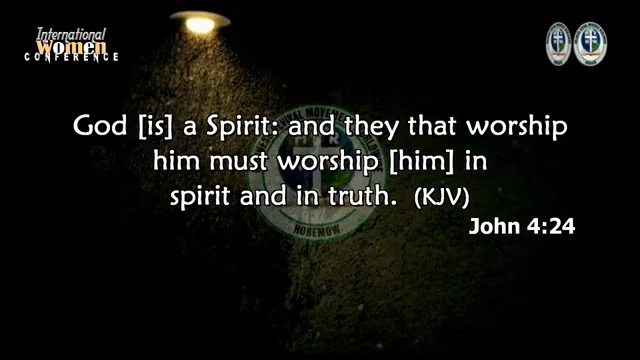 International
Women
CONFERENCE
God [is] a Spirit: and they that worship
him must worship [him] in
spirit and in truth. (KJV)
John 4:24
HOREMOW